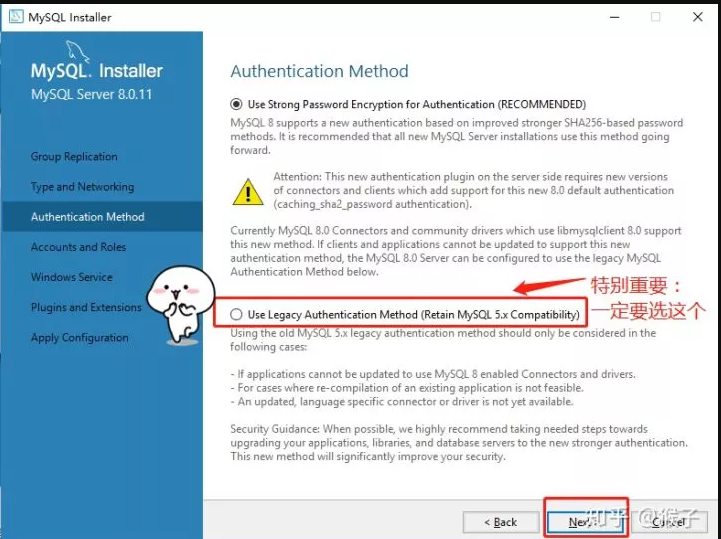 MySQL Installer
MySQL. Installer
MySQL Server 8.0.11
Group Replication
Type and Networking
Authentication Method
Accounts and Roles
Windows Service
Plugins and Extensions
Apply Configuration
Authentication Method
Use Strong Password Encryption for Authentication (RECOMMENDED)
MySQL 8 supports a new authentication based on improved stronger SHA256-based password
methods. It is recommended that all new MySQL Server installations use this method going
forward.
Attention: This new authentication plugin on the server side requires new versions
of connectors and clients which add support for this new 8.0 default authentication
(caching_sha2_password authentication).
Currently MySQL 8.0 Connectors and community drivers which use libmysqlclient 8.0 support
this new method. If clients and applications cannot be updated to support this new
authentication method, the MySQL 8.0 Server can be configured to use the legacy MySQL
Authentication Method below.
特别重要：
一定要选这个
Use Legacy Authentication Method (Retain MySQL 5.x Compatibility)
Using the old MySQL 5.x legacy authentication method should only be considered in the
following cases:
- If applications cannot be updated to use MySQL 8 enabled Connectors and drivers.
- For cases where re-compilation of an existing application is not feasible.
- An updated, language specific connector or driver is not yet available.
Security Guidance: When possible, we highly recommend taking needed steps towards
upgrading your applications, libraries, and database servers to the new stronger authentication.
This new method will significantly improve your security.
< Back
Next >
Cancel
知乎 @猴子